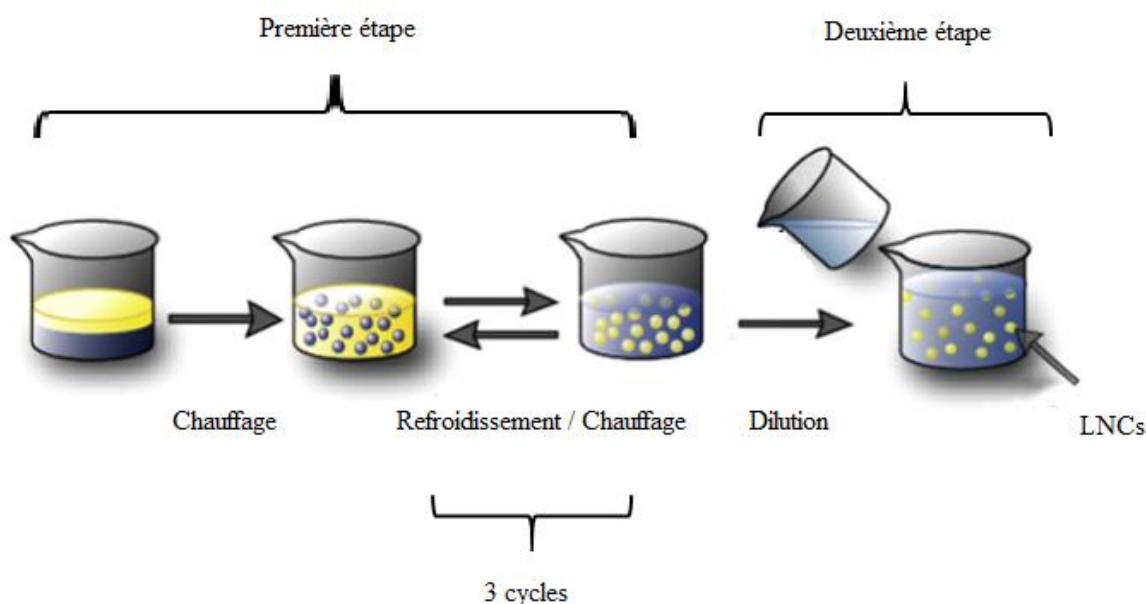 Première étape
Deuxième étape
Chauffage
Refroidissement / Chauffage
Dilution
LNCs
3 cycles